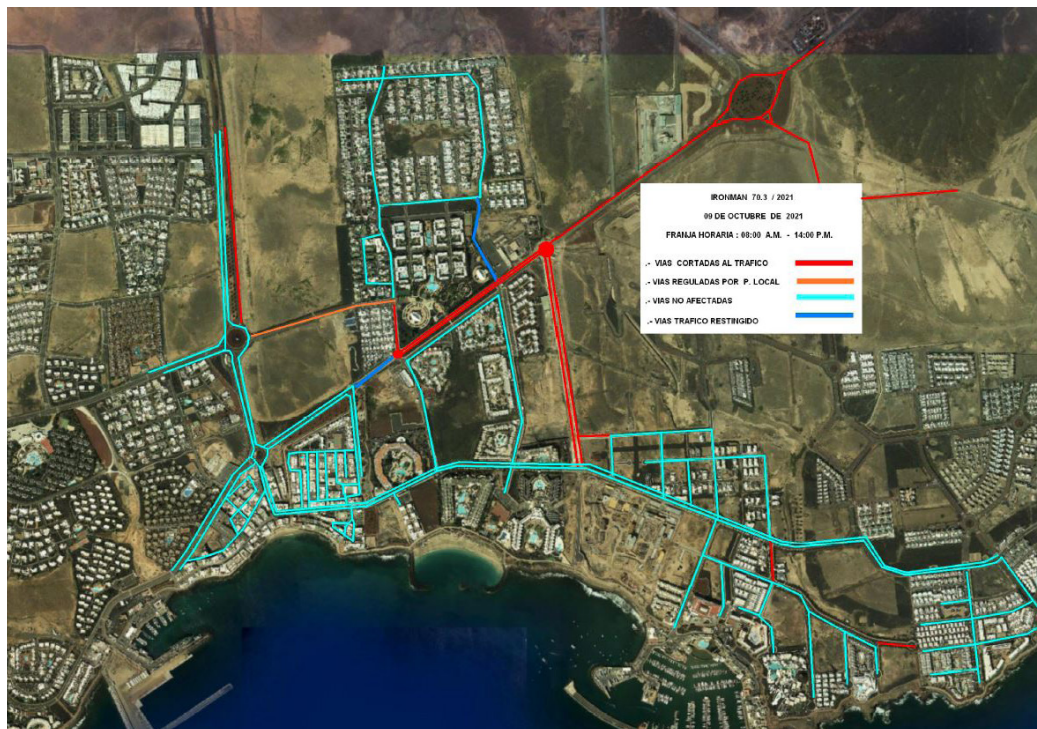 IRONMAN 70.3 / 2021
09 DE OCTUBRE DE 2021
FRANJA HORARIA : 08:00 A.M. - 14:00 P.M.
.- VIAS CORTADAS AL TRAFICO
.- VIAS REGULADAS POR P. LOCAL
.- VIAS NO AFECTADAS
.- VIAS TRAFICO RESTINGIDO